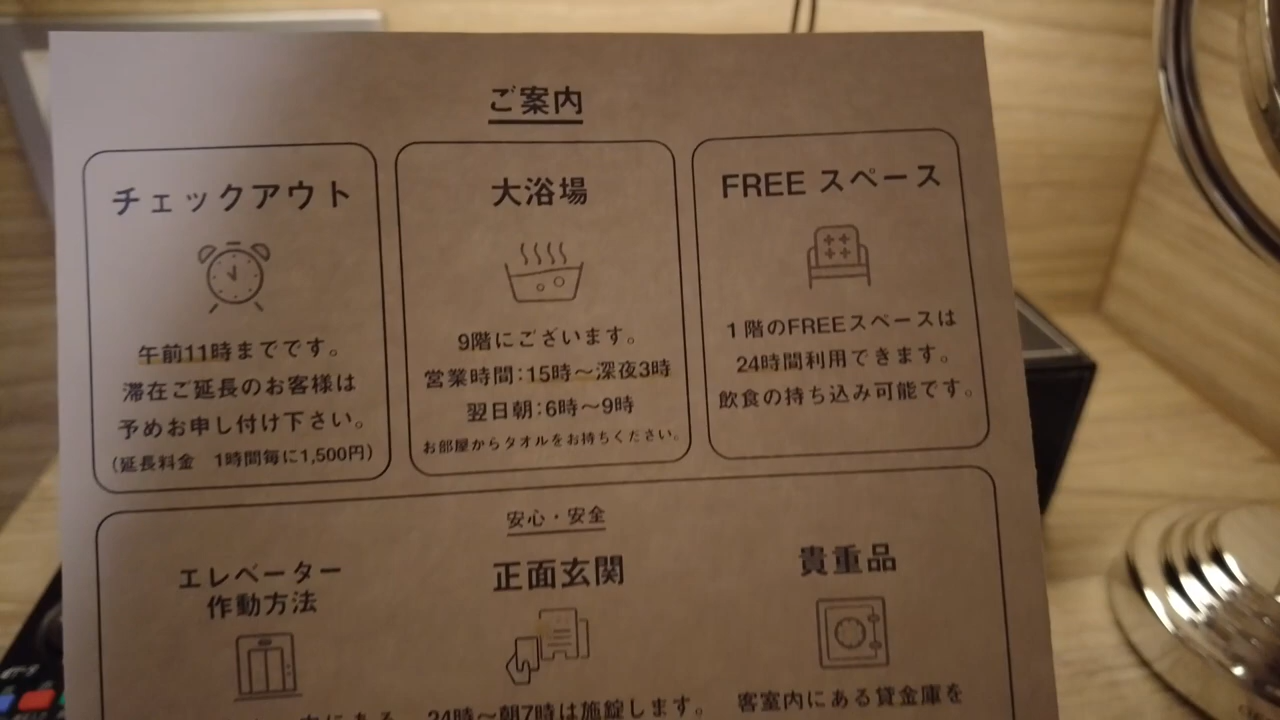 ご案内
チェックアウト
午前11時までです。
滞在ご延長のお客様は
予めお申し付け下さい。
(延長料金 1時間毎に1,500円)
大浴場
9階にございます。
営業時間:15時～深夜3時
翌日朝:6時～9時
お部屋からタオルをお持ちください。
FREE スペース
1階のFREEスペースは
24時間利用できます。
飲食の持ち込み可能です。
安心・安全
エレベーター
作動方法
にある
正面玄関
24時～朝7時は施錠します。
貴重品
客室内にある貸金庫を